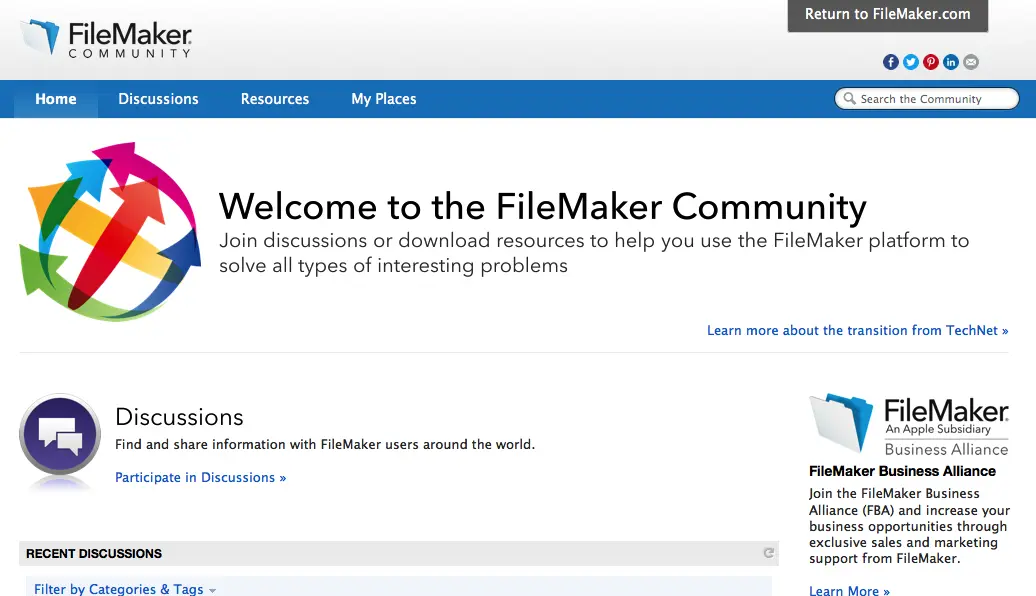 Return to FileMaker.com
FileMaker
COMMUNITY
Home
Discussions
Resources
My Places
Search the Community
Welcome to the FileMaker Community
Join discussions or download resources to help you use the FileMaker platform to
solve all types of interesting problems
Learn more about the transition from TechNet »
Discussions
Find and share information with FileMaker users around the world.
Participate in Discussions »
FileMaker
An Apple Subsidiary
Business Alliance
FileMaker Business Alliance
Join the FileMaker Business
Alliance (FBA) and increase your
business opportunities through
exclusive sales and marketing
support from FileMaker.
Learn More »
RECENT DISCUSSIONS
Filter by Categories & Tags